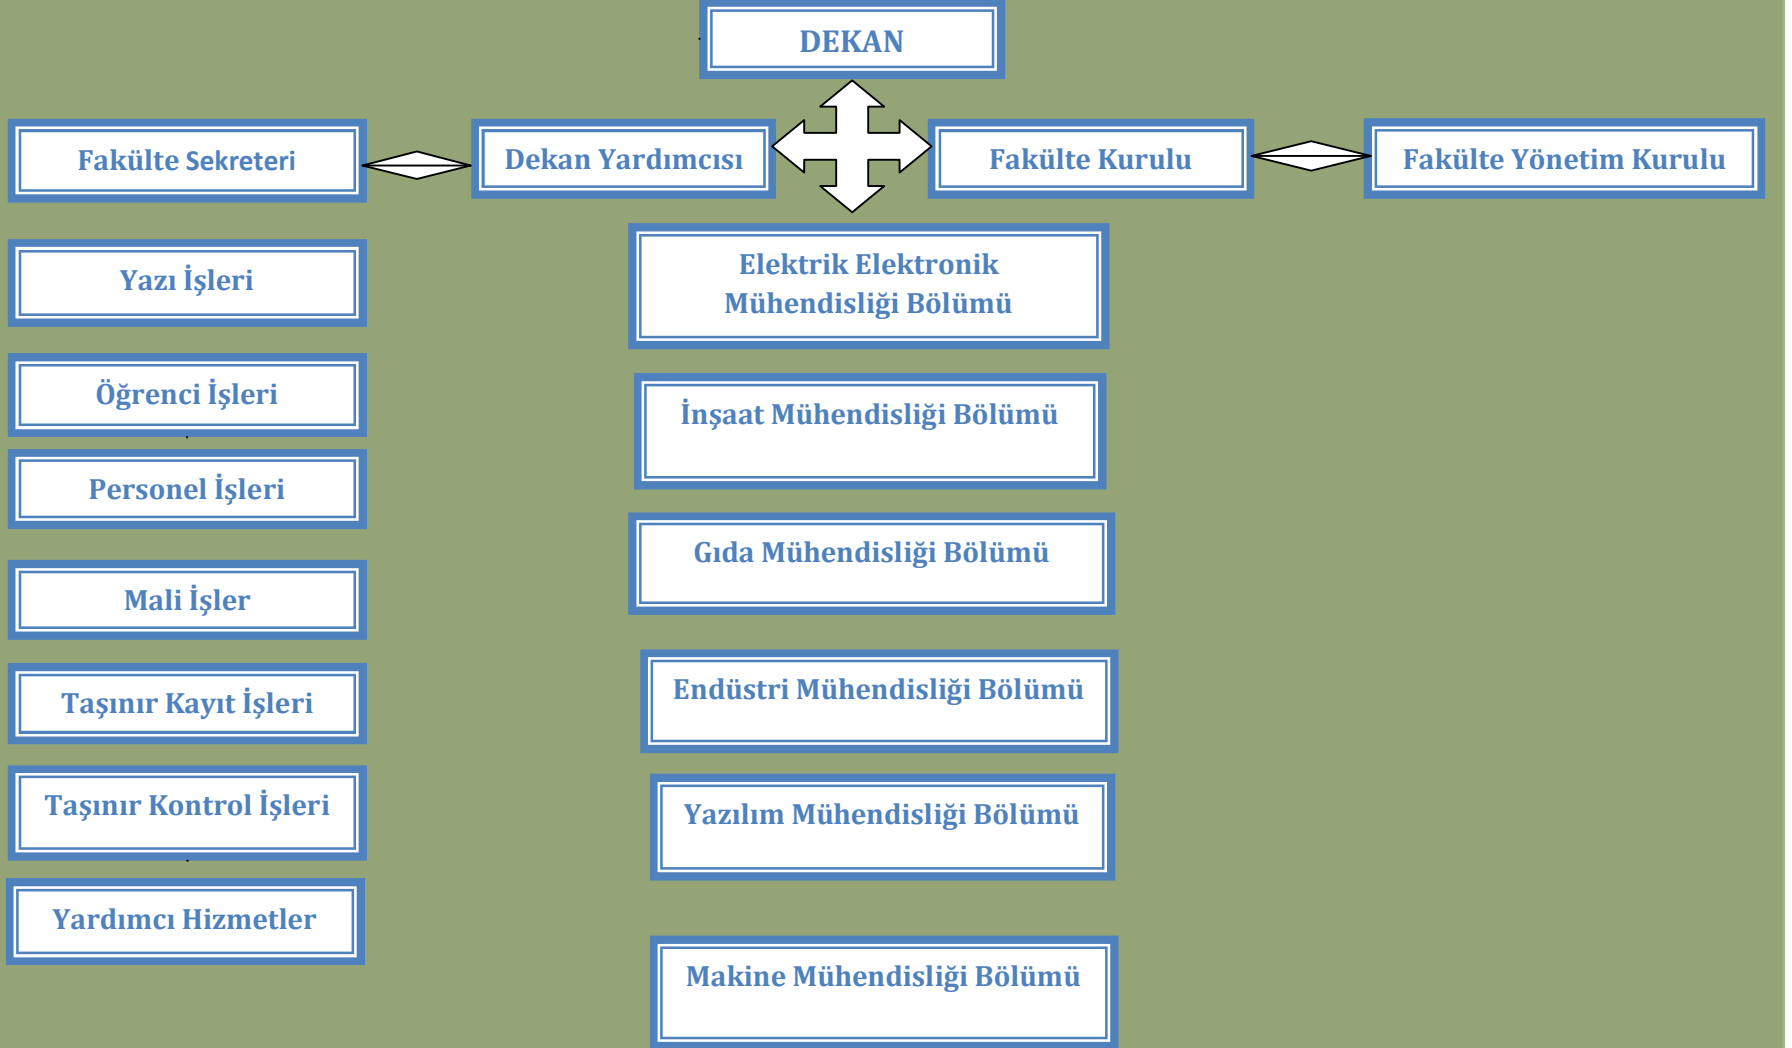 DEKAN
Fakülte Sekreteri
Dekan Yardımcısı
Fakülte Kurulu
Fakülte Yönetim Kurulu
Yazı İşleri
Öğrenci İşleri
Personel İşleri
Mali İşler
Taşınır Kayıt İşleri
Taşınır Kontrol İşleri
Yardımcı Hizmetler
Elektrik Elektronik
Mühendisliği Bölümü
İnşaat Mühendisliği Bölümü
Gıda Mühendisliği Bölümü
Endüstri Mühendisliği Bölümü
Yazılım Mühendisliği Bölümü
Makine Mühendisliği Bölümü